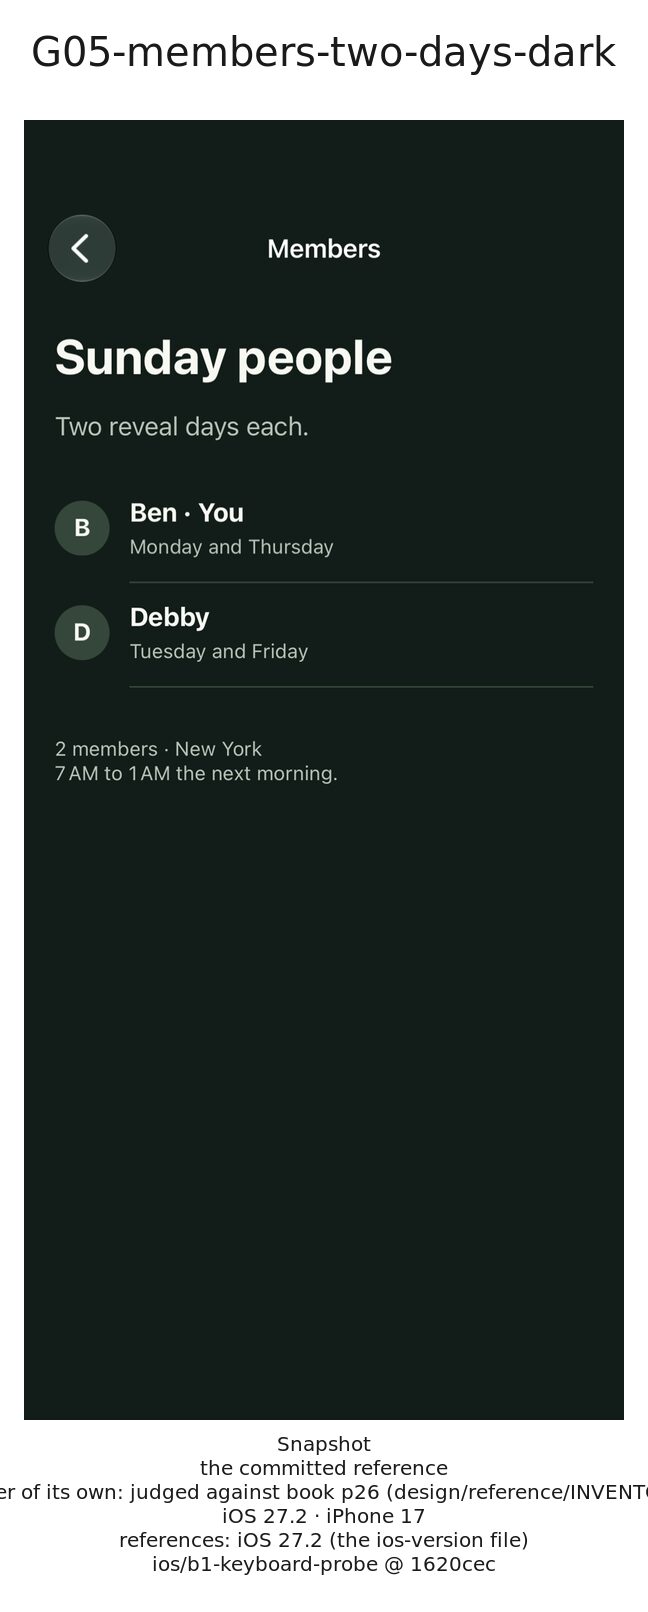 G05-members-two-days-dark
Members
Sunday people
Two reveal days each.
B
Ben · You
Monday and Thursday
D
Debby
Tuesday and Friday
2 members · New York
7 AM to 1 AM the next morning.
Snapshot
the committed reference
of its own: judged against book p26 (design/reference/
iOS 27.2 · iPhone 17
references: iOS 27.2 (the ios-version file)
ios/b1-keyboard-probe @ 1620cec